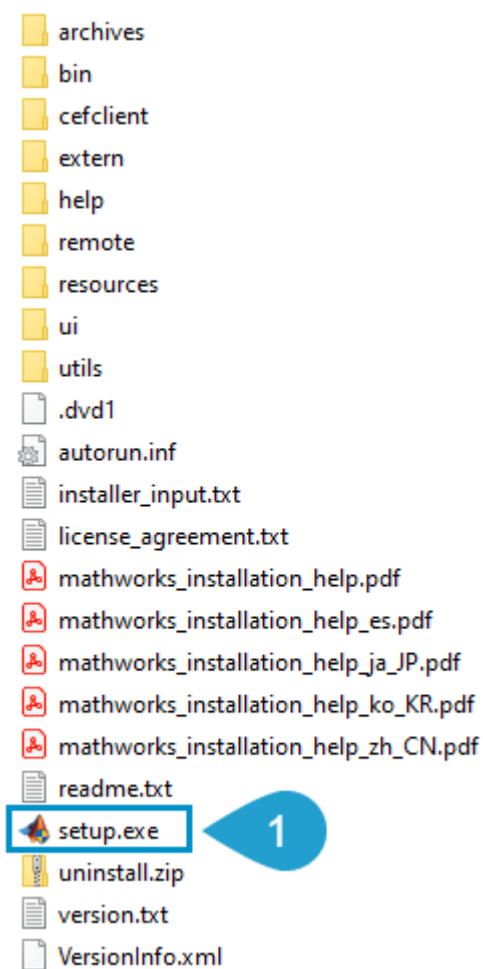 archives
bin
cefclient
extern
help
remote
resources
ui
utils
.dvd1
autorun.inf
installer_input.txt
license_agreement.txt
mathworks_installation_help.pdf
mathworks_installation_help_es.pdf
mathworks_installation_help_ja_JP.pdf
mathworks_installation_help_ko_KR.pdf
mathworks_installation_help_zh_CN.pdf
readme.txt
setup.exe 1
uninstall.zip
version.txt
VersionInfo.xml